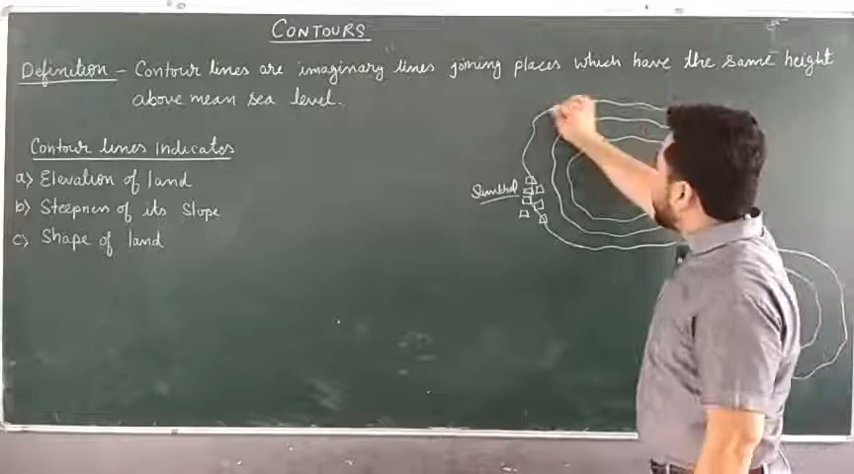 CONTOURS
Definition - Contour lines are imaginary lines joining places which have the same height
above mean sea level.
Contour lines indicates
a) Elevation of land
b) Steepness of its slope
c) Shape of land